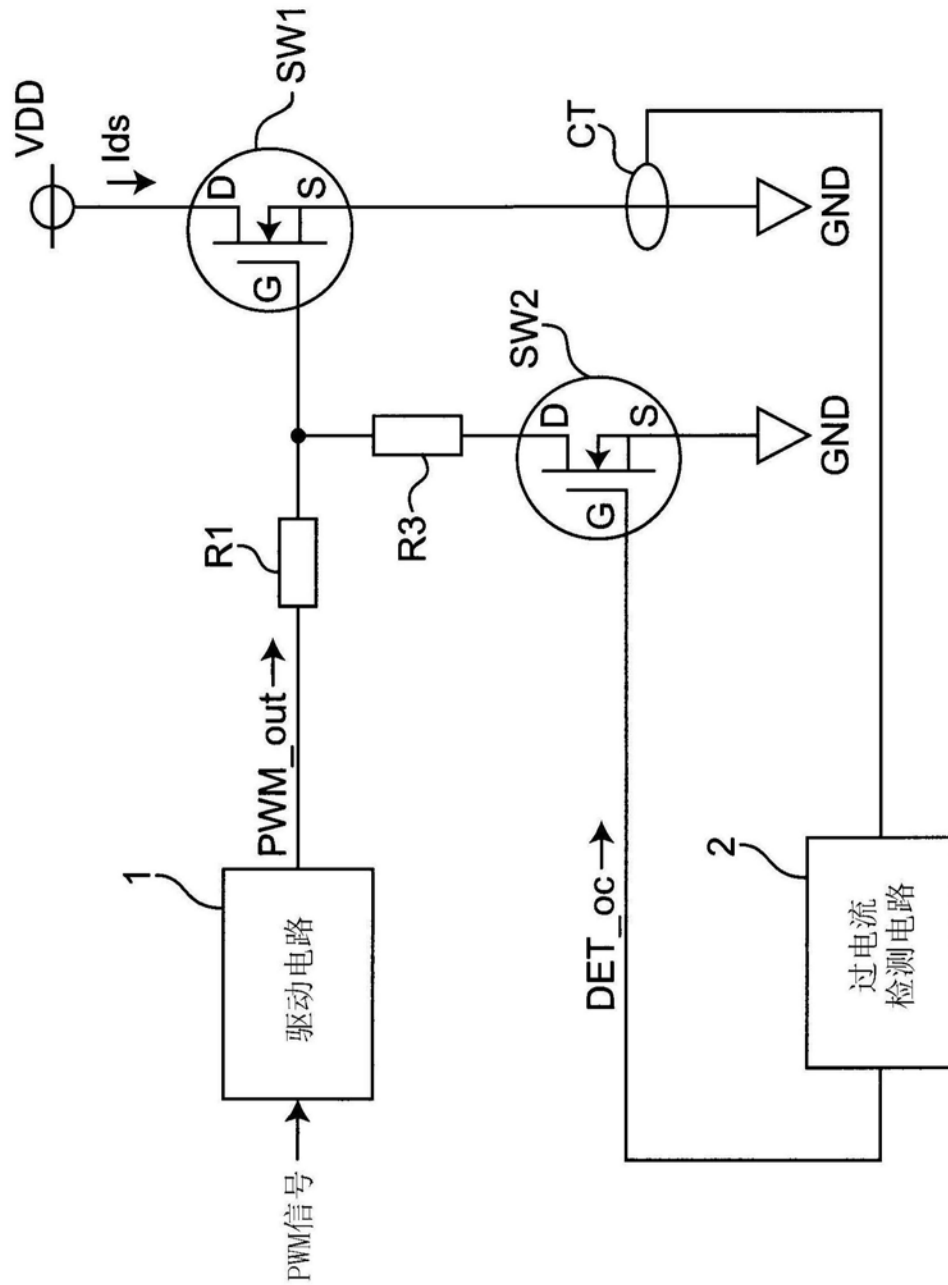 VDD
Ids
D
S
G
SW1
PWM信号
1
驱动电路
PWM_out
R1
R3
D
S
G
SW2
CT
GND
GND
DET_oc
2
过电流
检测电路